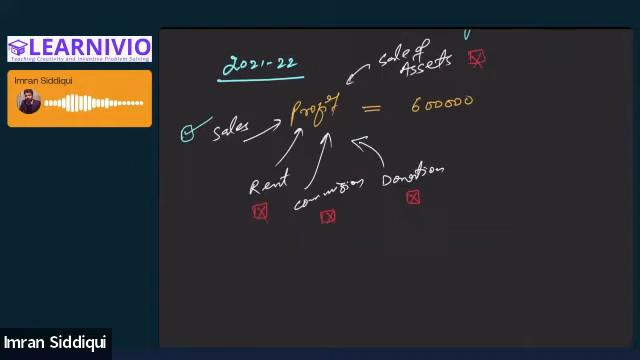 LEARNIVIO
Teaching Creativity and Inventive Problem Solving
Imran Siddiqui
2021-22
sale of
Assets
Profit = 600000
Sales
Rent
Commission
Donation
Imran Siddiqui